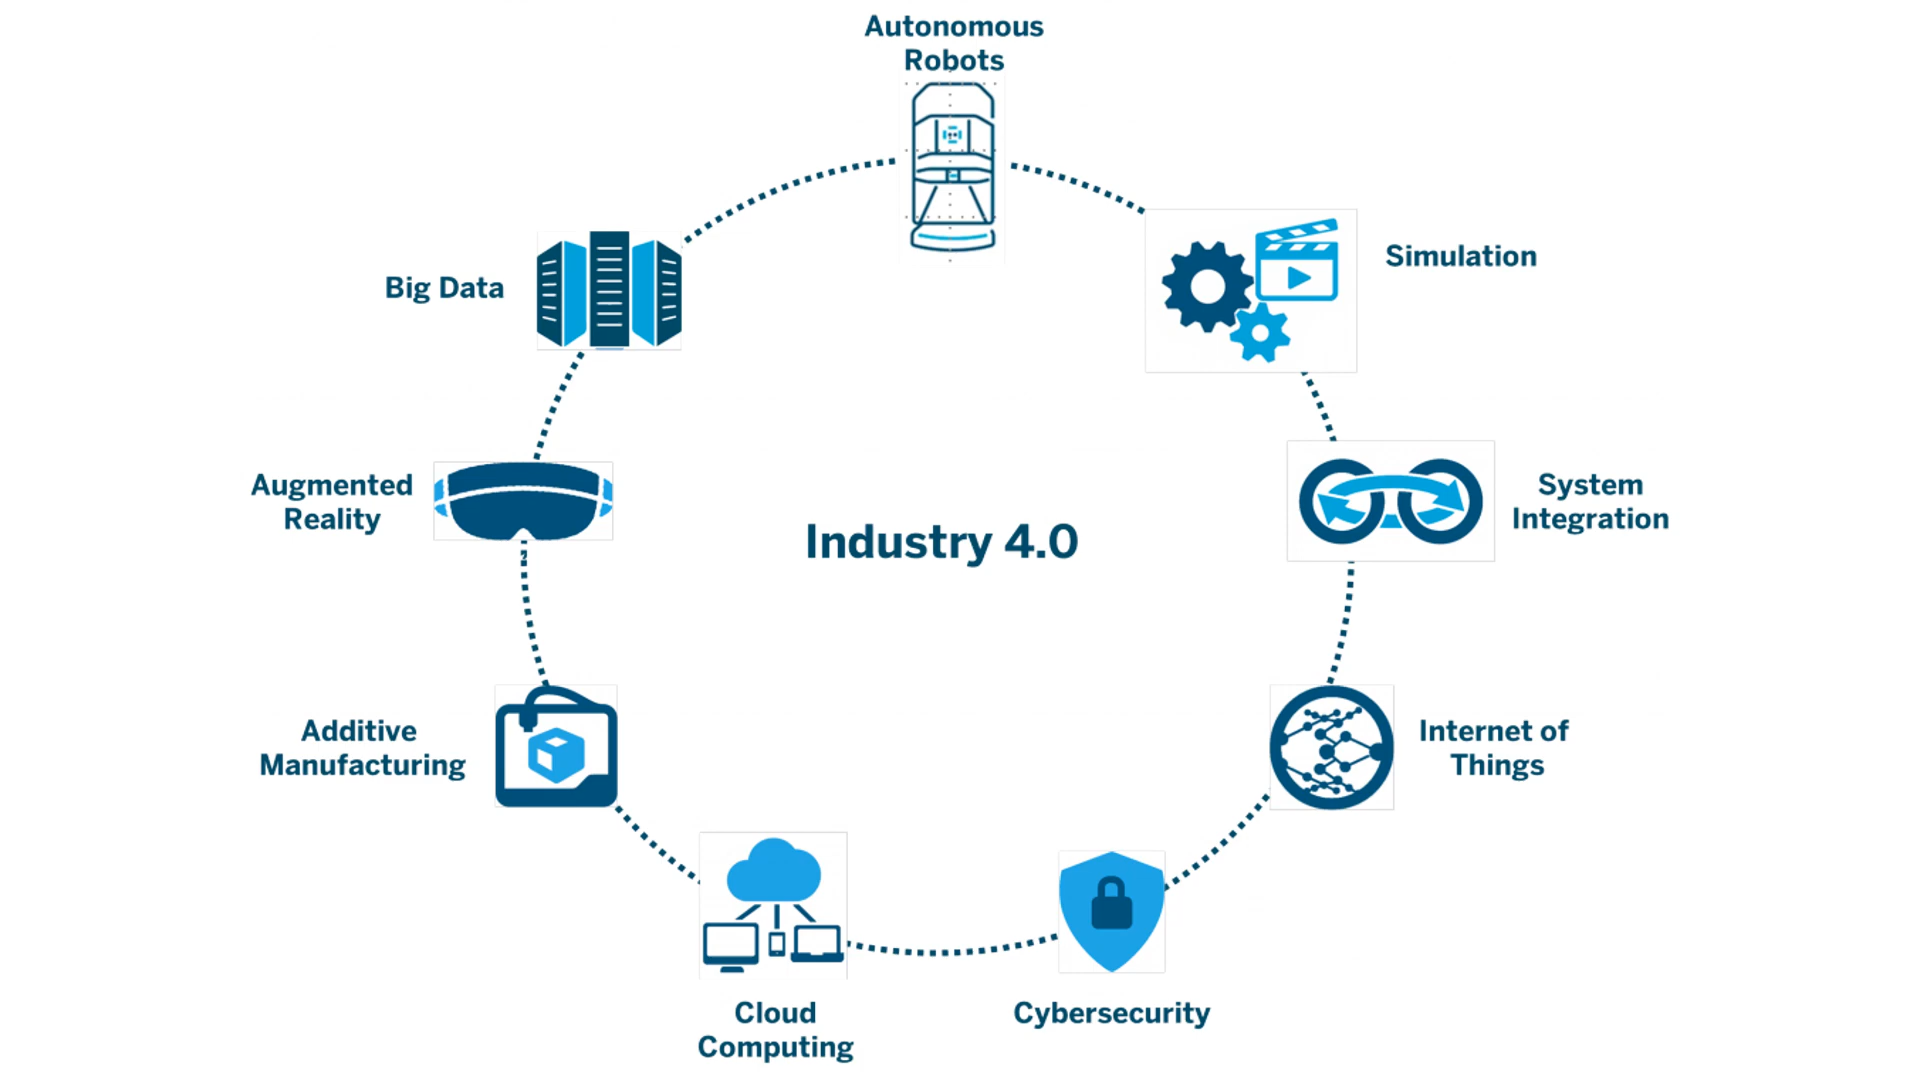 Autonomous
Robots
Simulation
Big Data
System
Integration
Augmented
Reality
Industry 4.0
Internet of
Things
Additive
Manufacturing
Cybersecurity
Cloud
Computing